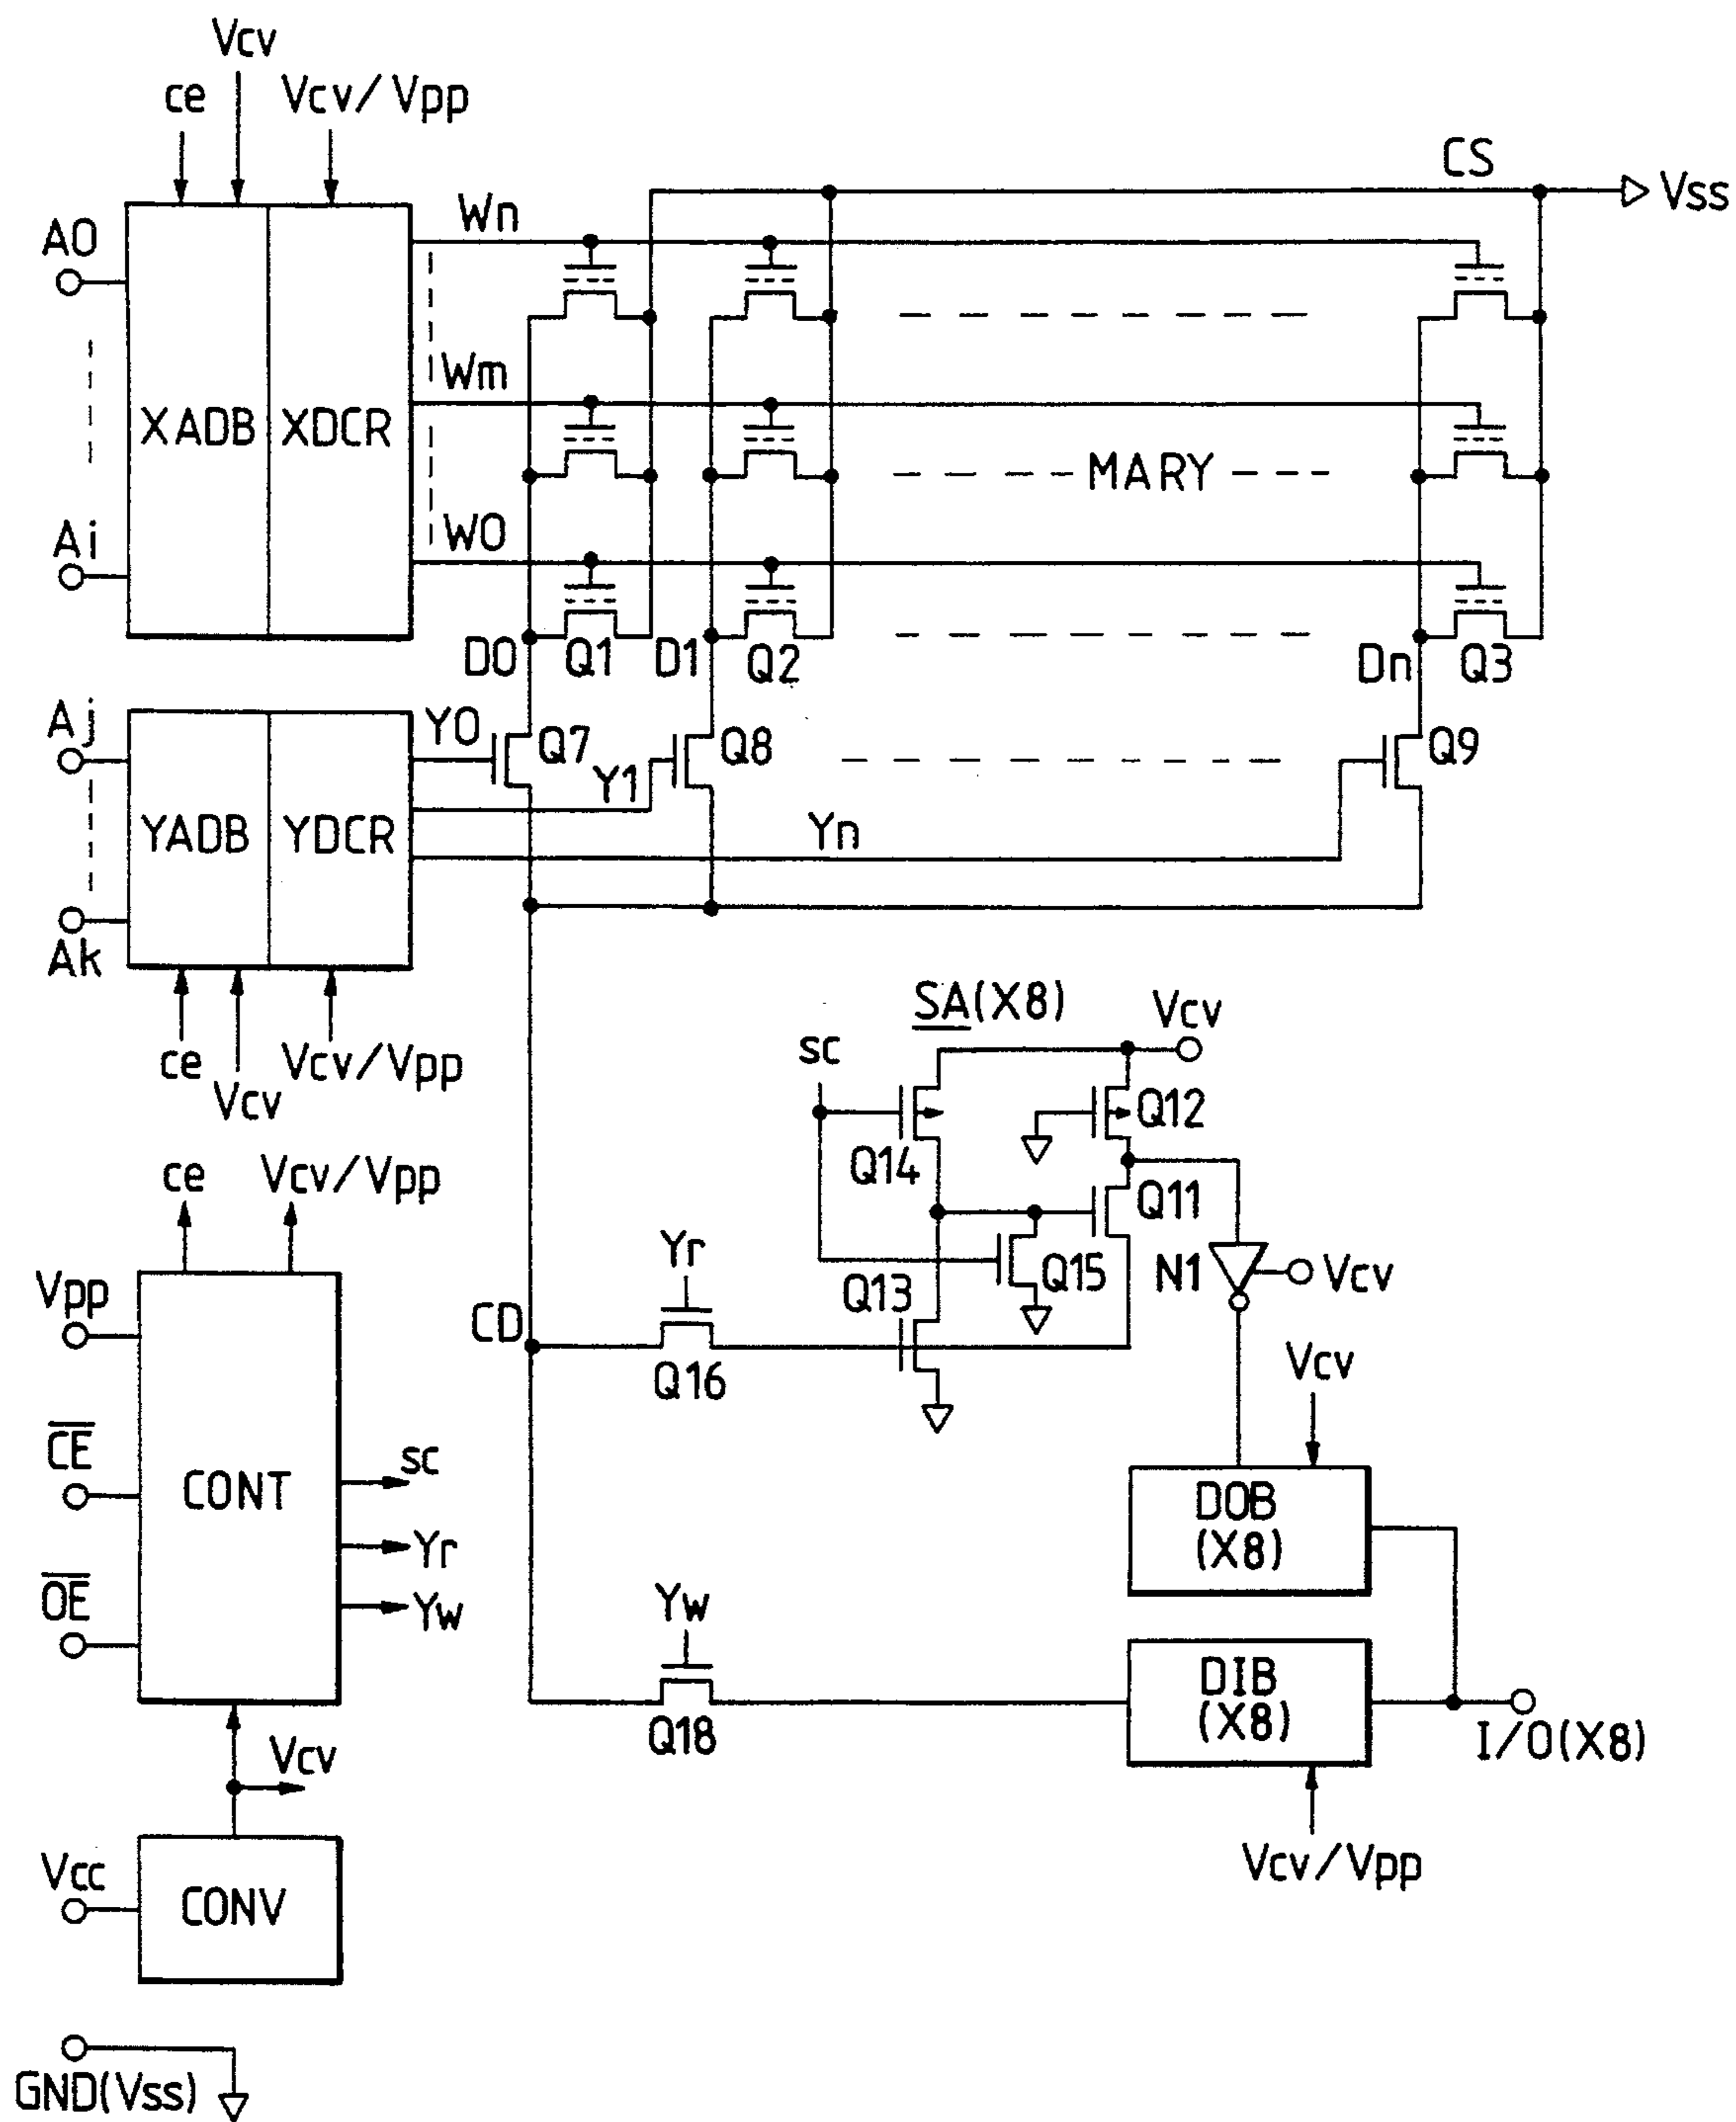 Vcv
ce
Vcv/Vpp
CS
Vss
Wn
A0
Wm
XADB
XDCR
MARY
W0
Ai
D0
Q1
D1
Q2
Dn
Q3
Aj
Y0
Q7
Q8
Q9
Y1
YADB
YDCR
Yn
Ak
SA(X8)
Vcv
ce
Vcv/Vpp
sc
Vcv
Q12
ce
Vcv/Vpp
Q14
Q11
Yr
Q15
N1
Vcv
Vpp
Q13
CD
Vcv
Q16
CE
sc
CONT
DOB
(X8)
Yr
OE
Yw
Yw
DIB
(X8)
Q18
I/O(X8)
Vcv
Vcv/Vpp
Vcc
CONV
GND(Vss)